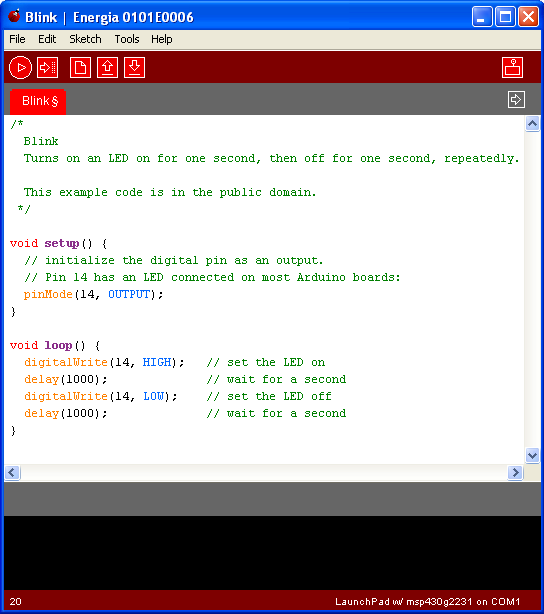 Blink | Energia 0101E0006
File Edit Sketch Tools Help
Blink §
/*
  Blink
  Turns on an LED on for one second, then off for one second, repeatedly.

  This example code is in the public domain.
 */

void setup() {
  // initialize the digital pin as an output.
  // Pin 14 has an LED connected on most Arduino boards:
  pinMode(14, OUTPUT);
}

void loop() {
  digitalWrite(14, HIGH);   // set the LED on
  delay(1000);              // wait for a second
  digitalWrite(14, LOW);    // set the LED off
  delay(1000);              // wait for a second
}
20
LaunchPad w/ msp430g2231 on COM1